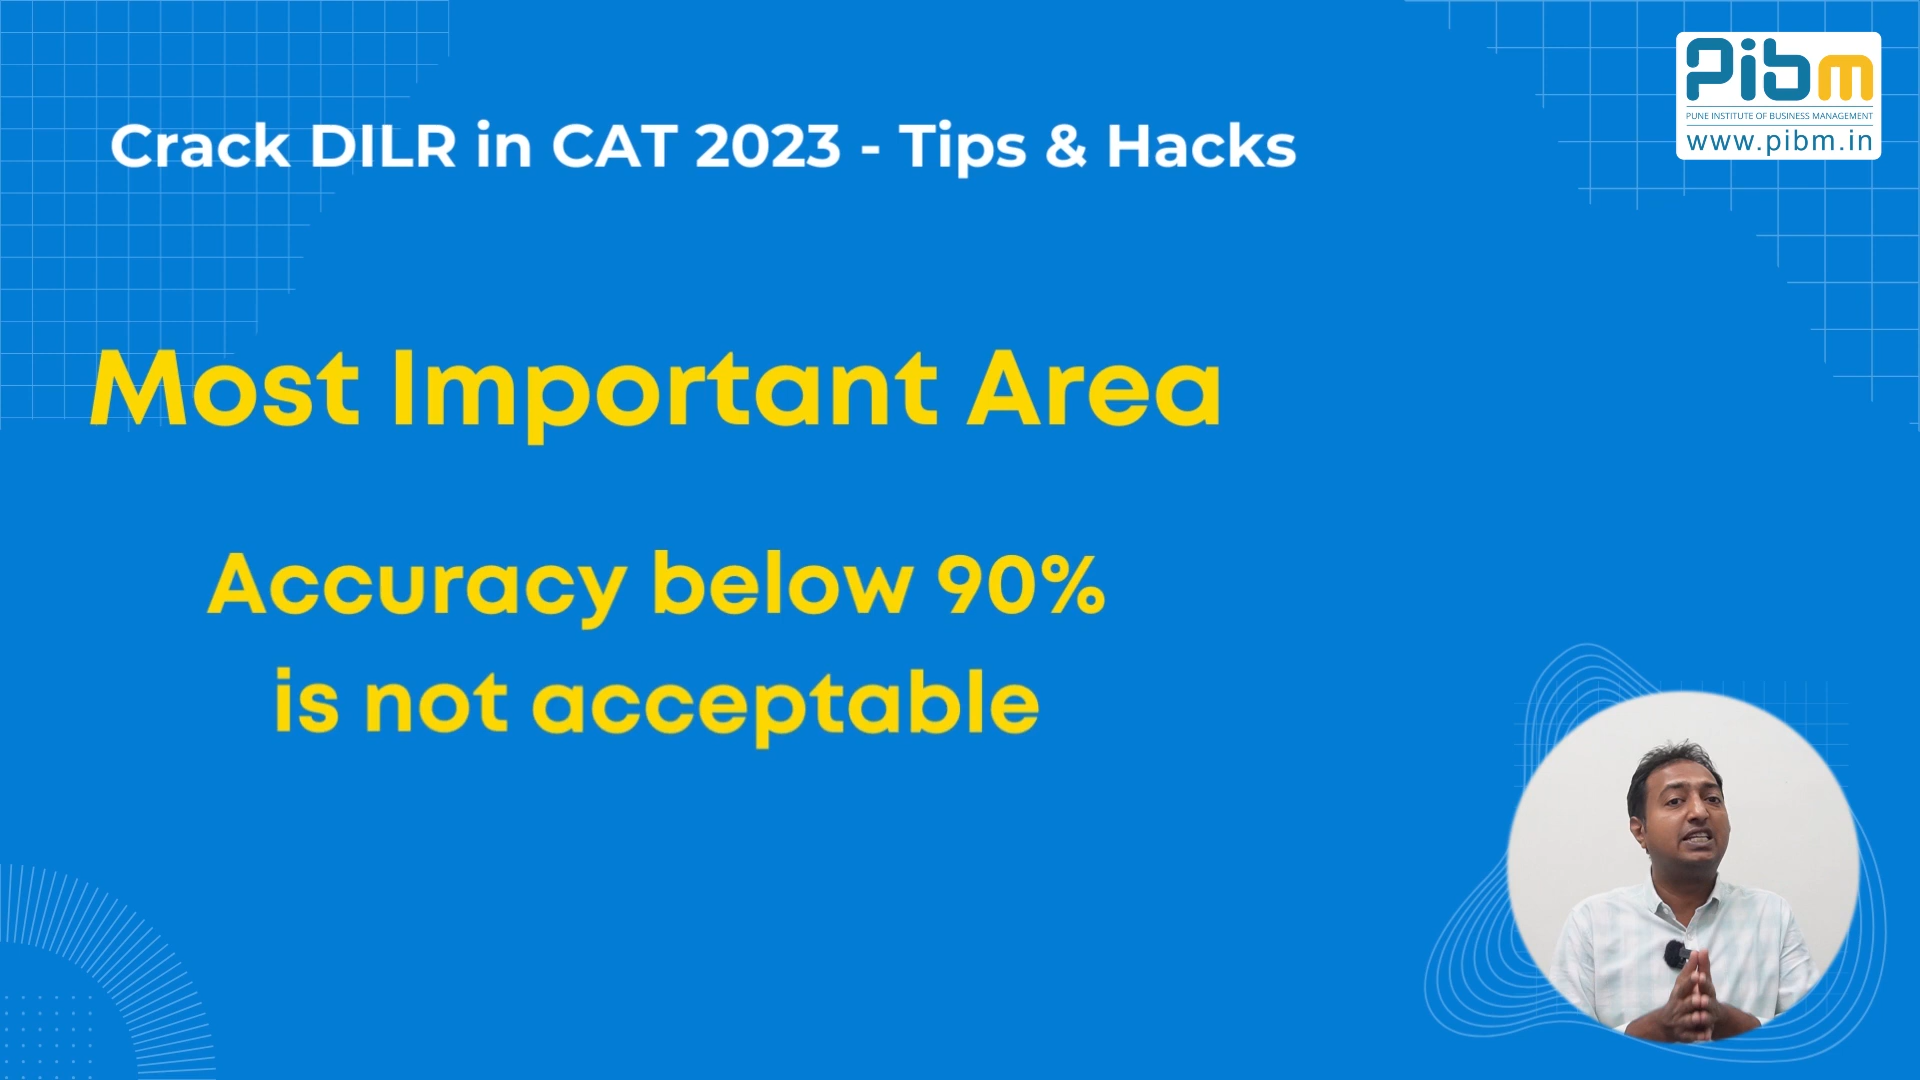 Pibm
PUNE INSTITUTE OF BUSINESS MANAGEMENT
www.pibm.in
Crack DILR in CAT 2023 - Tips & Hacks
Most Important Area
Accuracy below 90%
is not acceptable